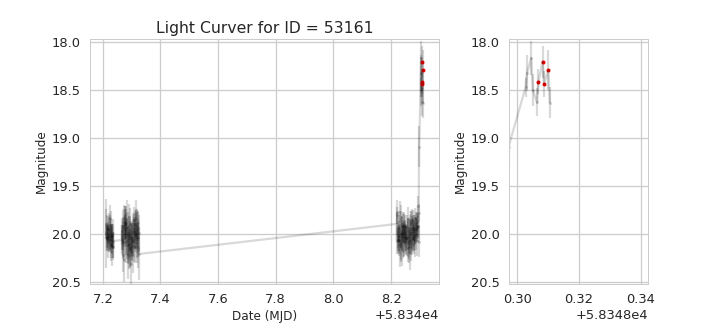 Light Curver for ID = 53161
18.0
18.5
19.0
19.5
20.0
20.5
Magnitude
7.2 7.4 7.6 7.8 8.0 8.2
Date (MJD) +5.834e4
18.0
18.5
19.0
19.5
20.0
20.5
Magnitude
0.30 0.32 0.34
+5.8348e4